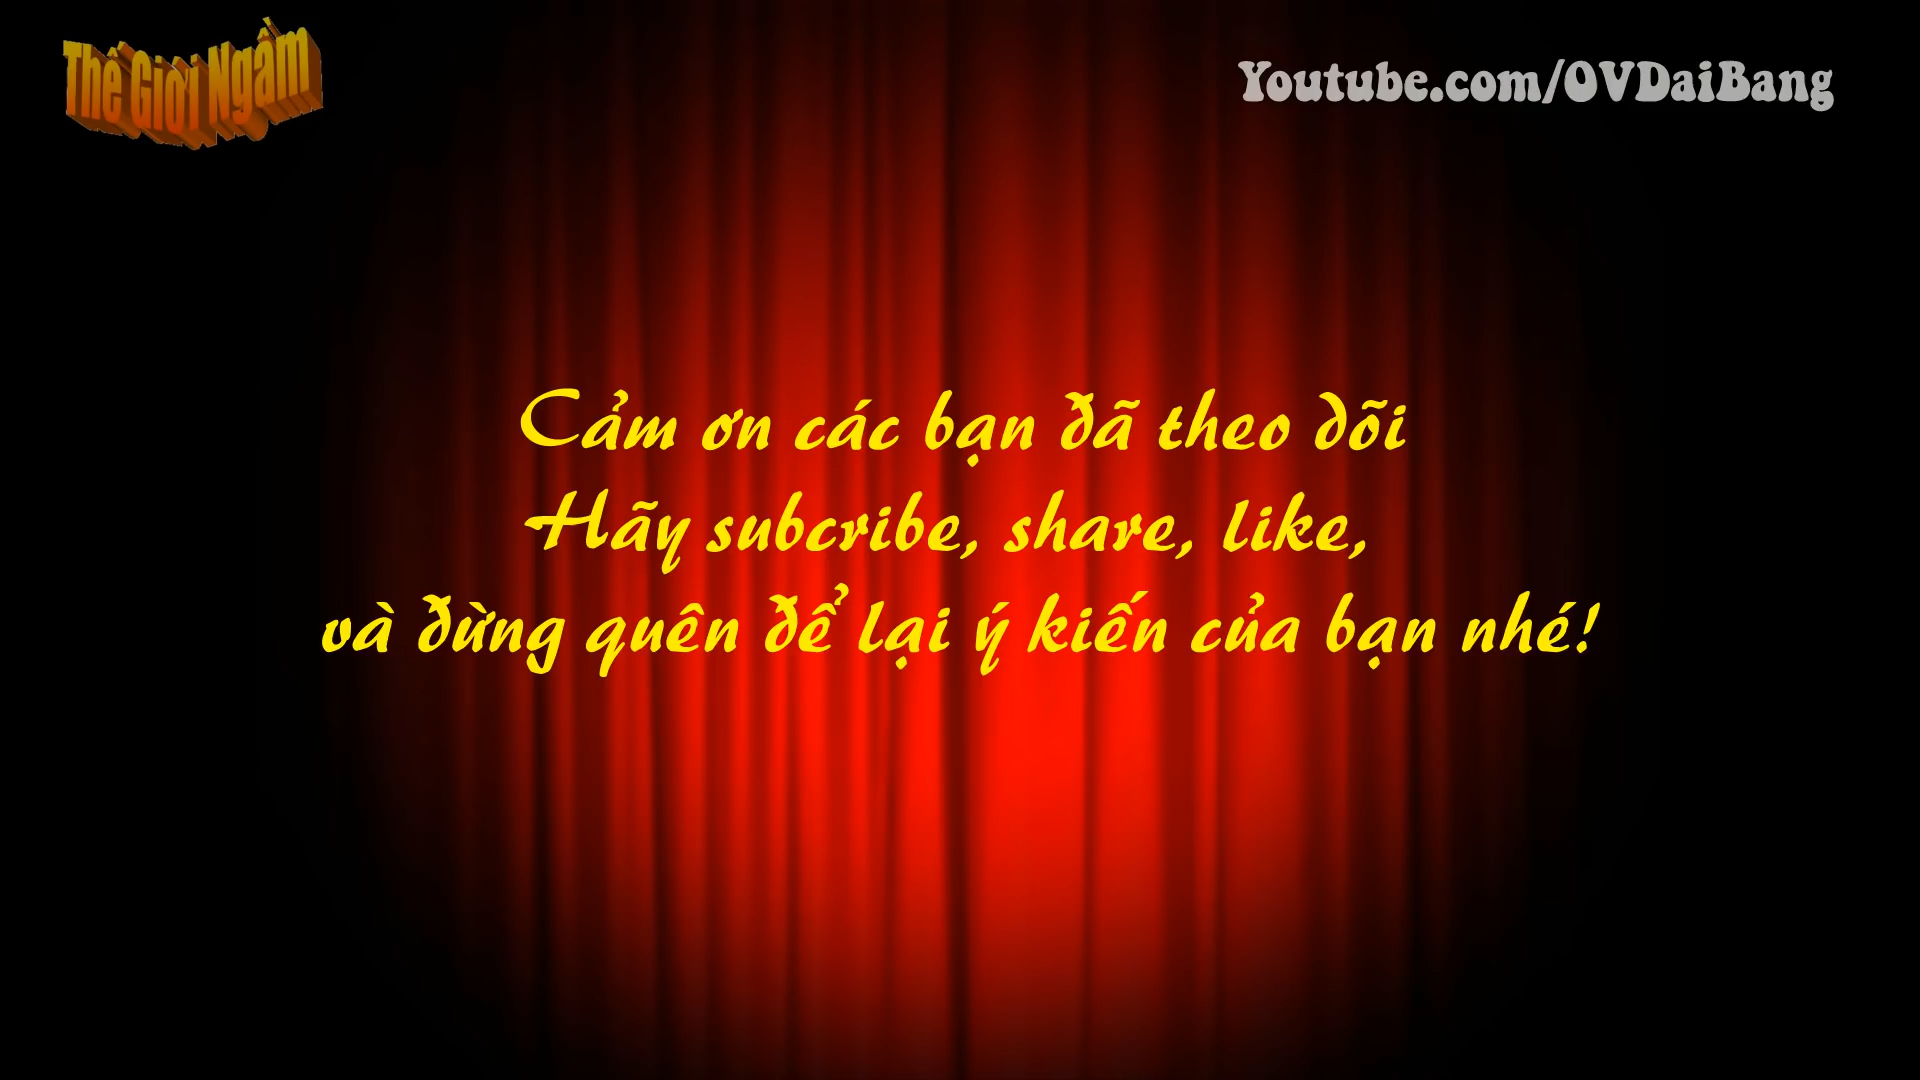 Thế Giới Ngầm
Youtube.com/OVDaiBang
Cảm ơn các bạn đã theo dõi
Hãy subcribe, share, like,
và đừng quên để lại ý kiến của bạn nhé!